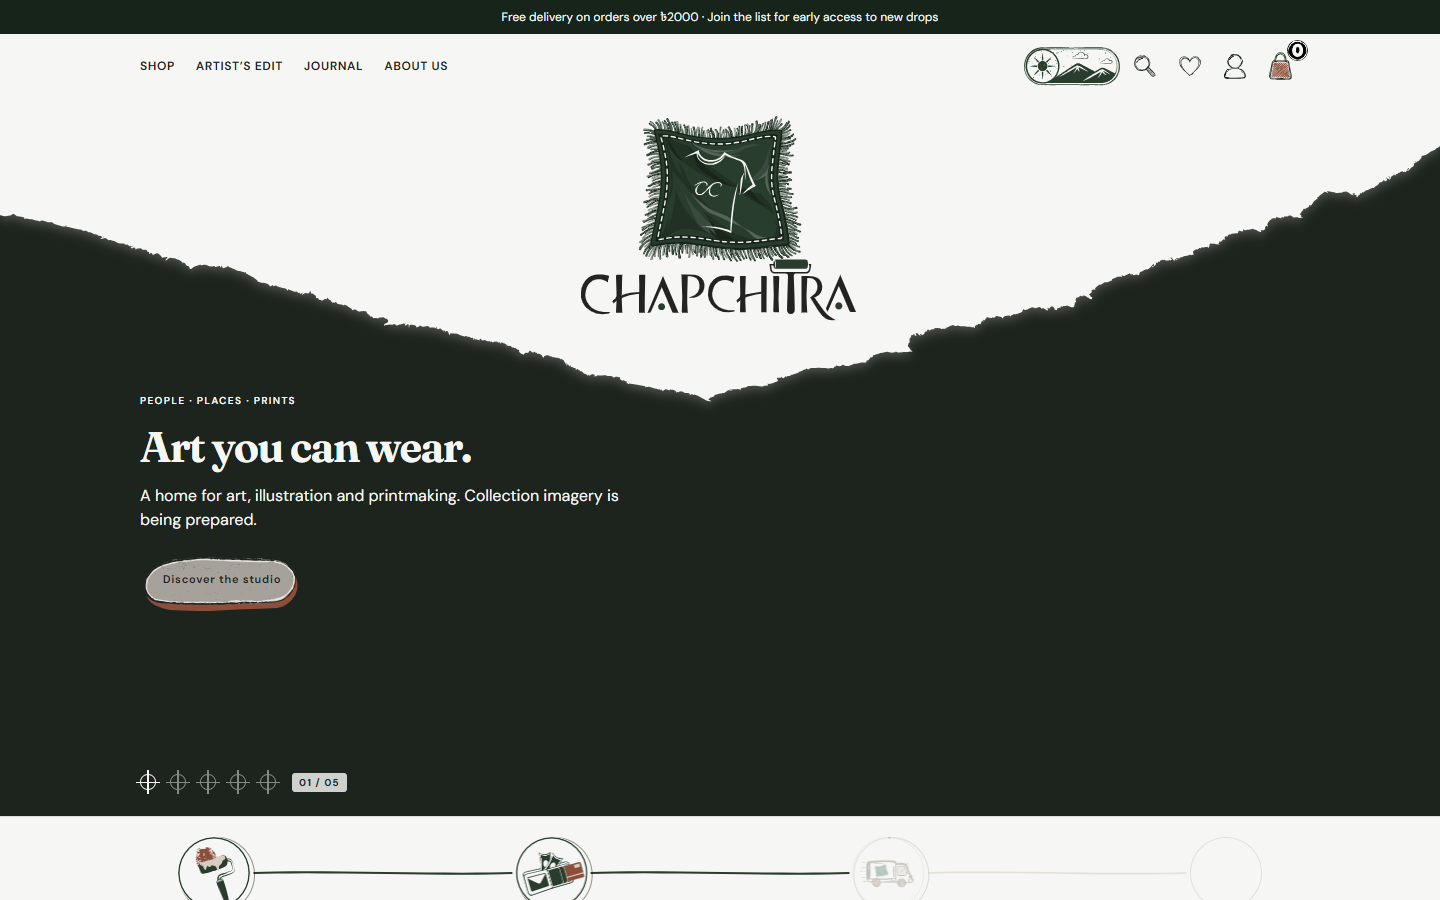 Free delivery on orders over ৳2000 · Join the list for early access to new drops
SHOP ARTIST’S EDIT JOURNAL ABOUT US
0
CC
CHAPCHITRA
PEOPLE · PLACES · PRINTS
Art you can wear.
A home for art, illustration and printmaking. Collection imagery is
being prepared.
Discover the studio
01 / 05